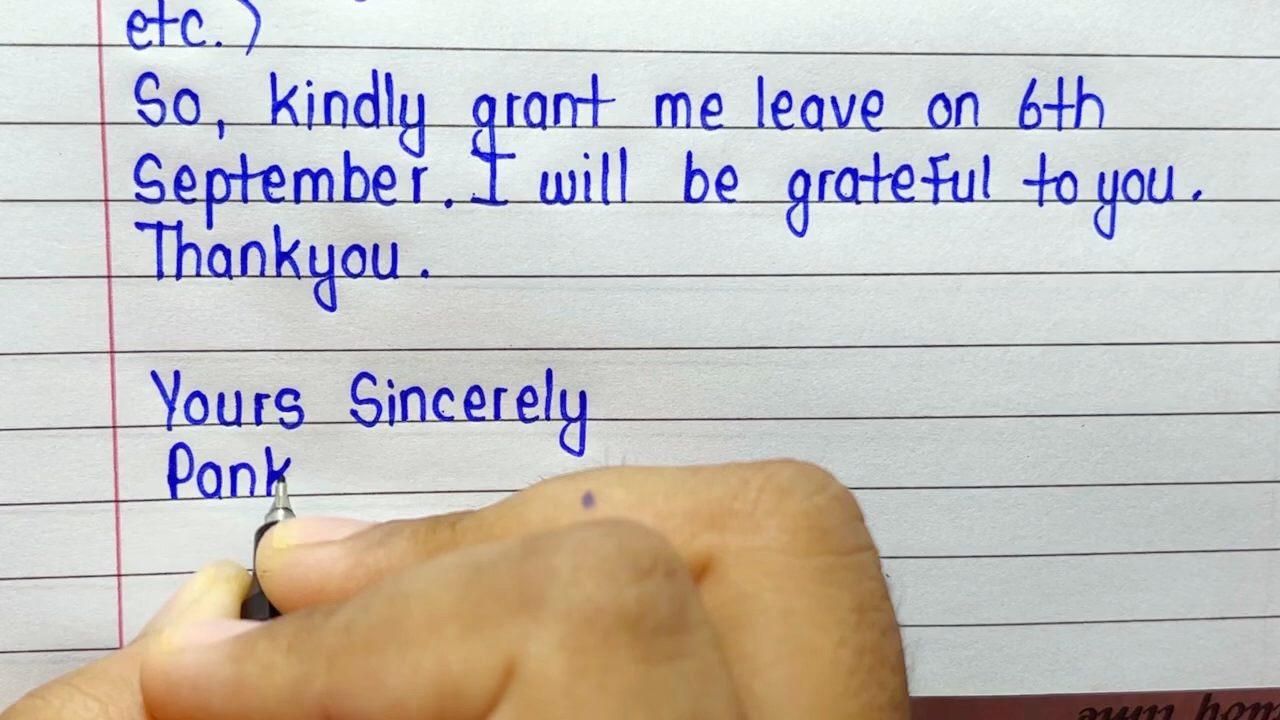 etc.)
So, kindly grant me leave on 6th
September. I will be grateful to you.
Thankyou.
Yours Sincerely
Pank